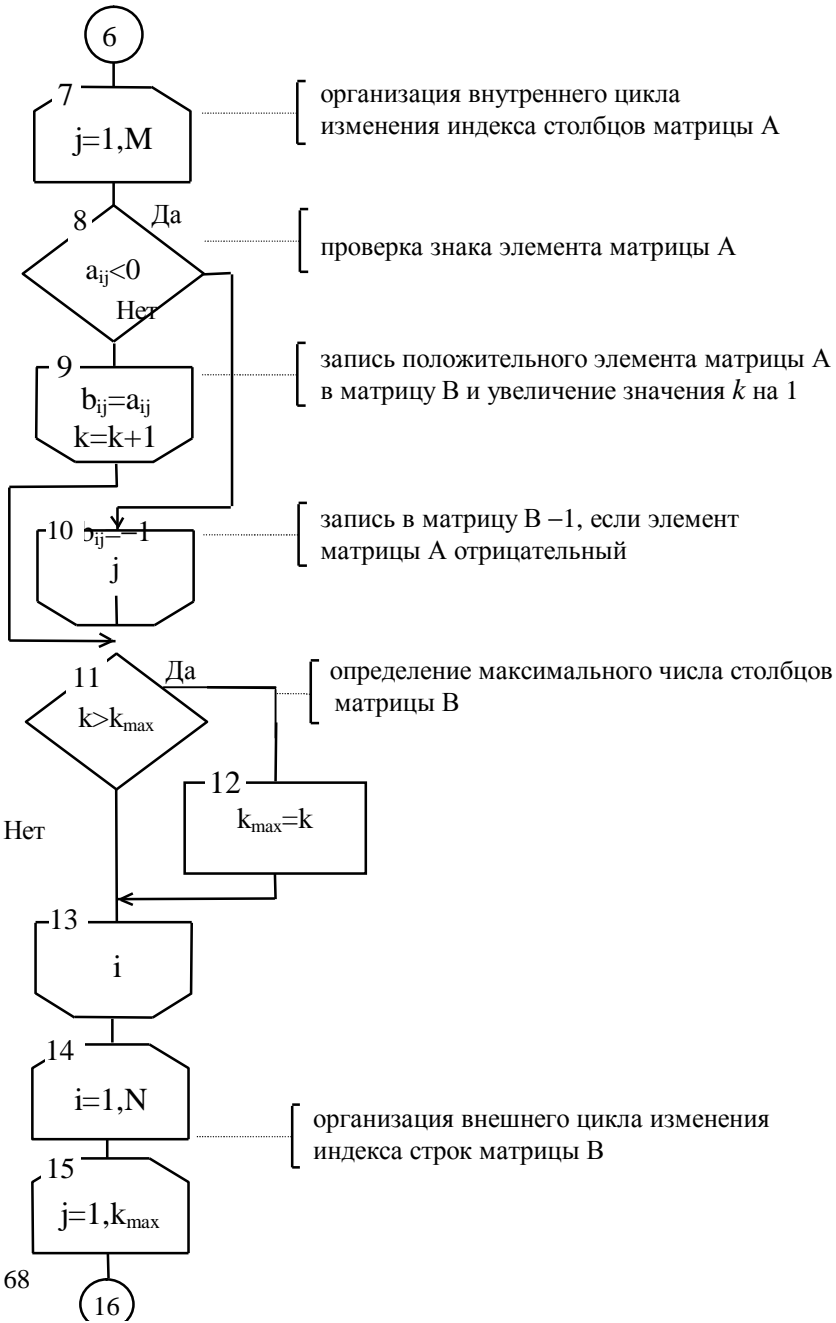 6
7
j=1,M
организация внутреннего цикла
изменения индекса столбцов матрицы А
8
Да
a_ij<0
Нет
проверка знака элемента матрицы А
9
b_ij=a_ij
k=k+1
запись положительного элемента матрицы А
в матрицу В и увеличение значения k на 1
10
b_ij=−1
j
запись в матрицу В −1, если элемент
матрицы А отрицательный
11
Да
k>k_max
определение максимального числа столбцов
матрицы В
12
k_max=k
Нет
13
i
14
i=1,N
организация внешнего цикла изменения
индекса строк матрицы В
15
j=1,k_max
68
16